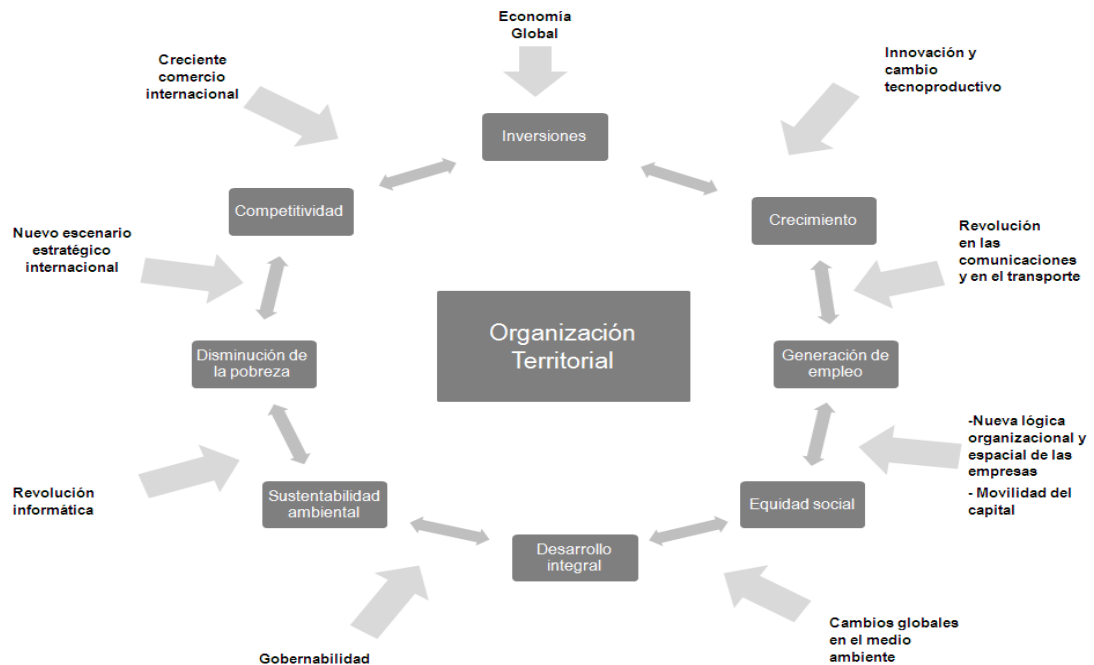 Economía
Global
Creciente
comercio
internacional
Innovación y
cambio
tecnoproductivo
Inversiones
Competitividad
Crecimiento
Nuevo escenario
estratégico
internacional
Revolución
en las
comunicaciones
y en el transporte
Organización
Territorial
Disminución de
la pobreza
Generación de
empleo
-Nueva lógica
organizacional y
espacial de las
empresas
- Movilidad del
capital
Revolución
informática
Sustentabilidad
ambiental
Equidad social
Desarrollo
integral
Cambios globales
en el medio
ambiente
Gobernabilidad